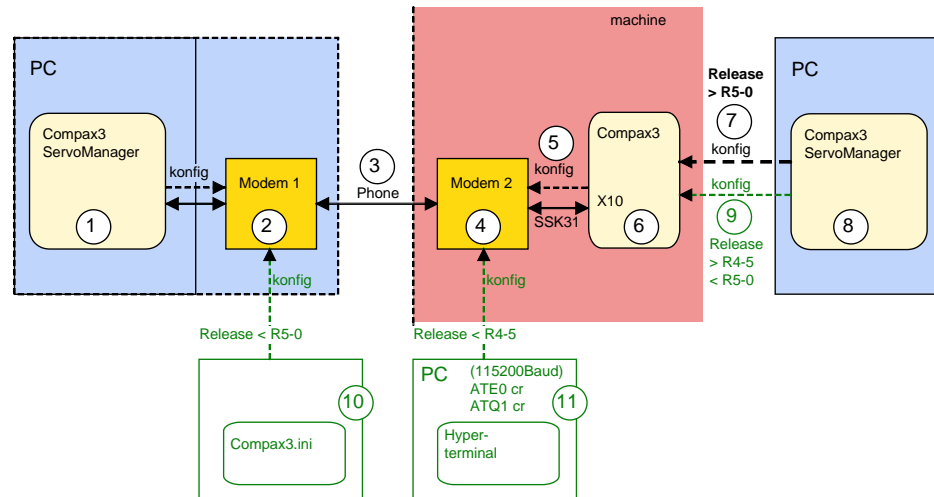 machine
PC
Compax3
ServoManager
konfig
1
Modem 1
2
3
Phone
Modem 2
4
5
konfig
SSK31
Compax3
X10
6
Release
> R5-0
7
konfig
konfig
9
Release
> R4-5
< R5-0
PC
Compax3
ServoManager
8
konfig
Release < R5-0
konfig
Release < R4-5
10
Compax3.ini
PC
(115200Baud)
ATE0 cr
ATQ1 cr
11
Hyper-
terminal